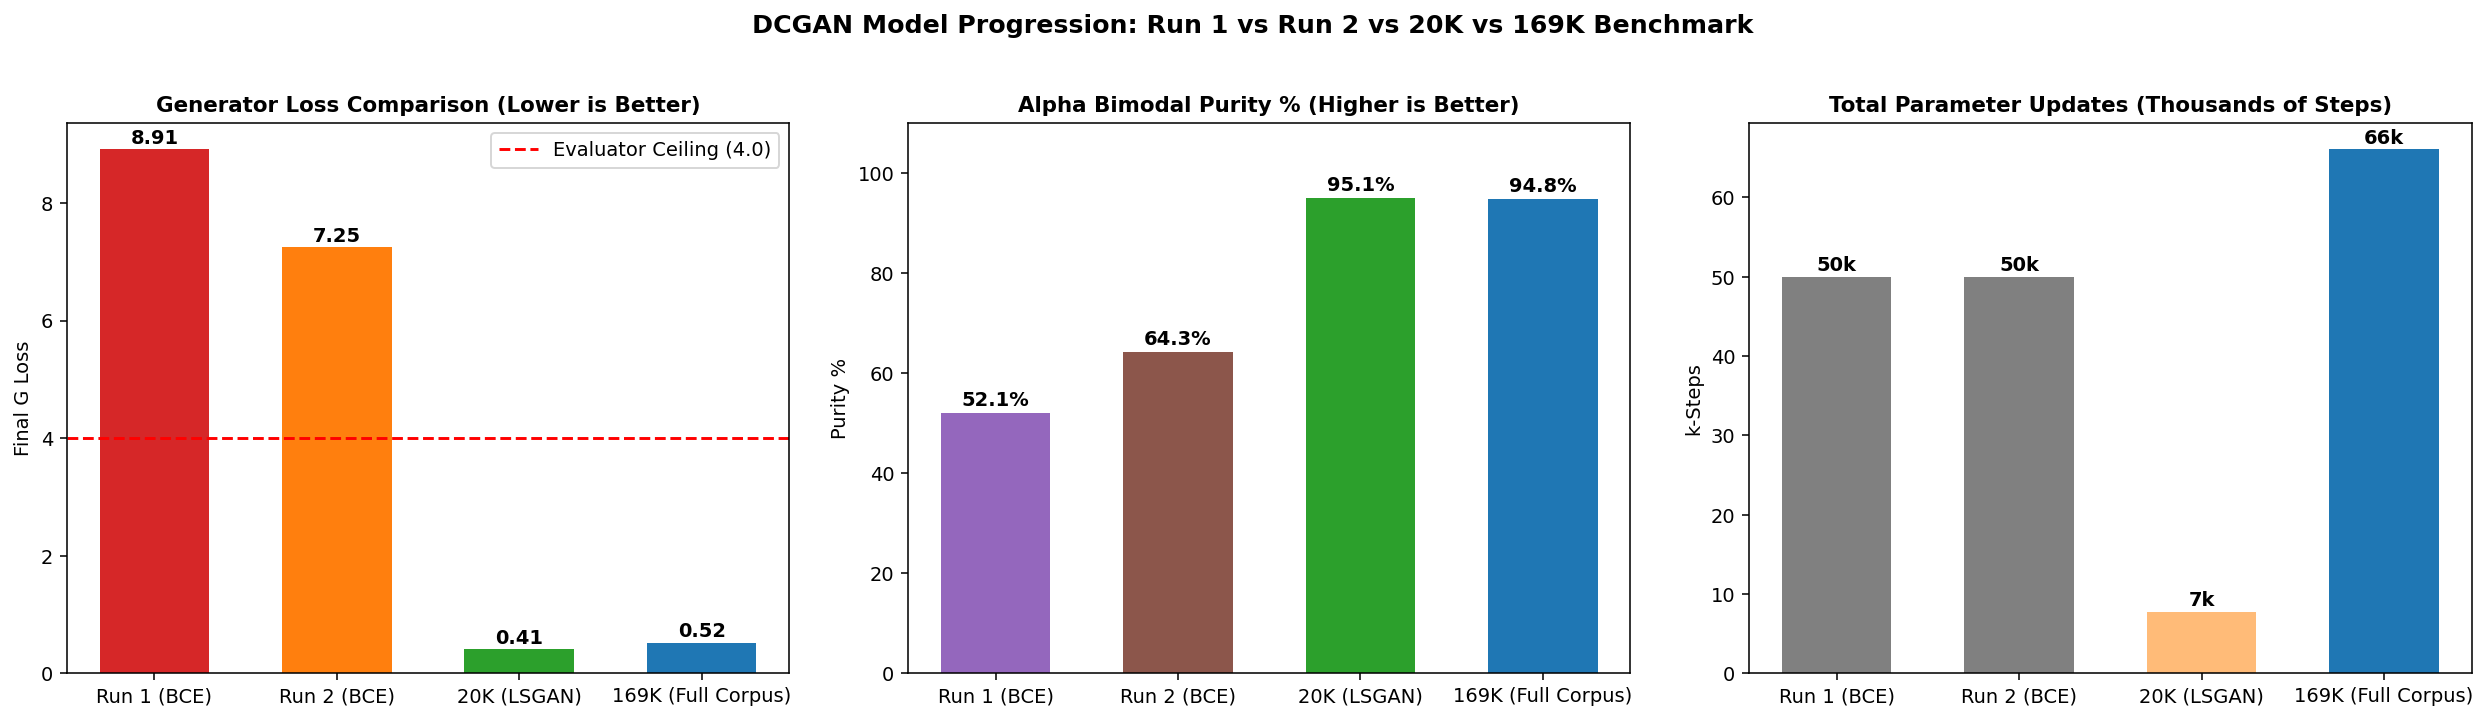 DCGAN Model Progression: Run 1 vs Run 2 vs 20K vs 169K Benchmark
Generator Loss Comparison (Lower is Better)
Final G Loss
8
6
4
2
0
8.91
7.25
0.41
0.52
Evaluator Ceiling (4.0)
Run 1 (BCE)
Run 2 (BCE)
20K (LSGAN)
169K (Full Corpus)
Alpha Bimodal Purity % (Higher is Better)
Purity %
100
80
60
40
20
0
52.1%
64.3%
95.1%
94.8%
Run 1 (BCE)
Run 2 (BCE)
20K (LSGAN)
169K (Full Corpus)
Total Parameter Updates (Thousands of Steps)
k-Steps
60
50
40
30
20
10
0
50k
50k
7k
66k
Run 1 (BCE)
Run 2 (BCE)
20K (LSGAN)
169K (Full Corpus)